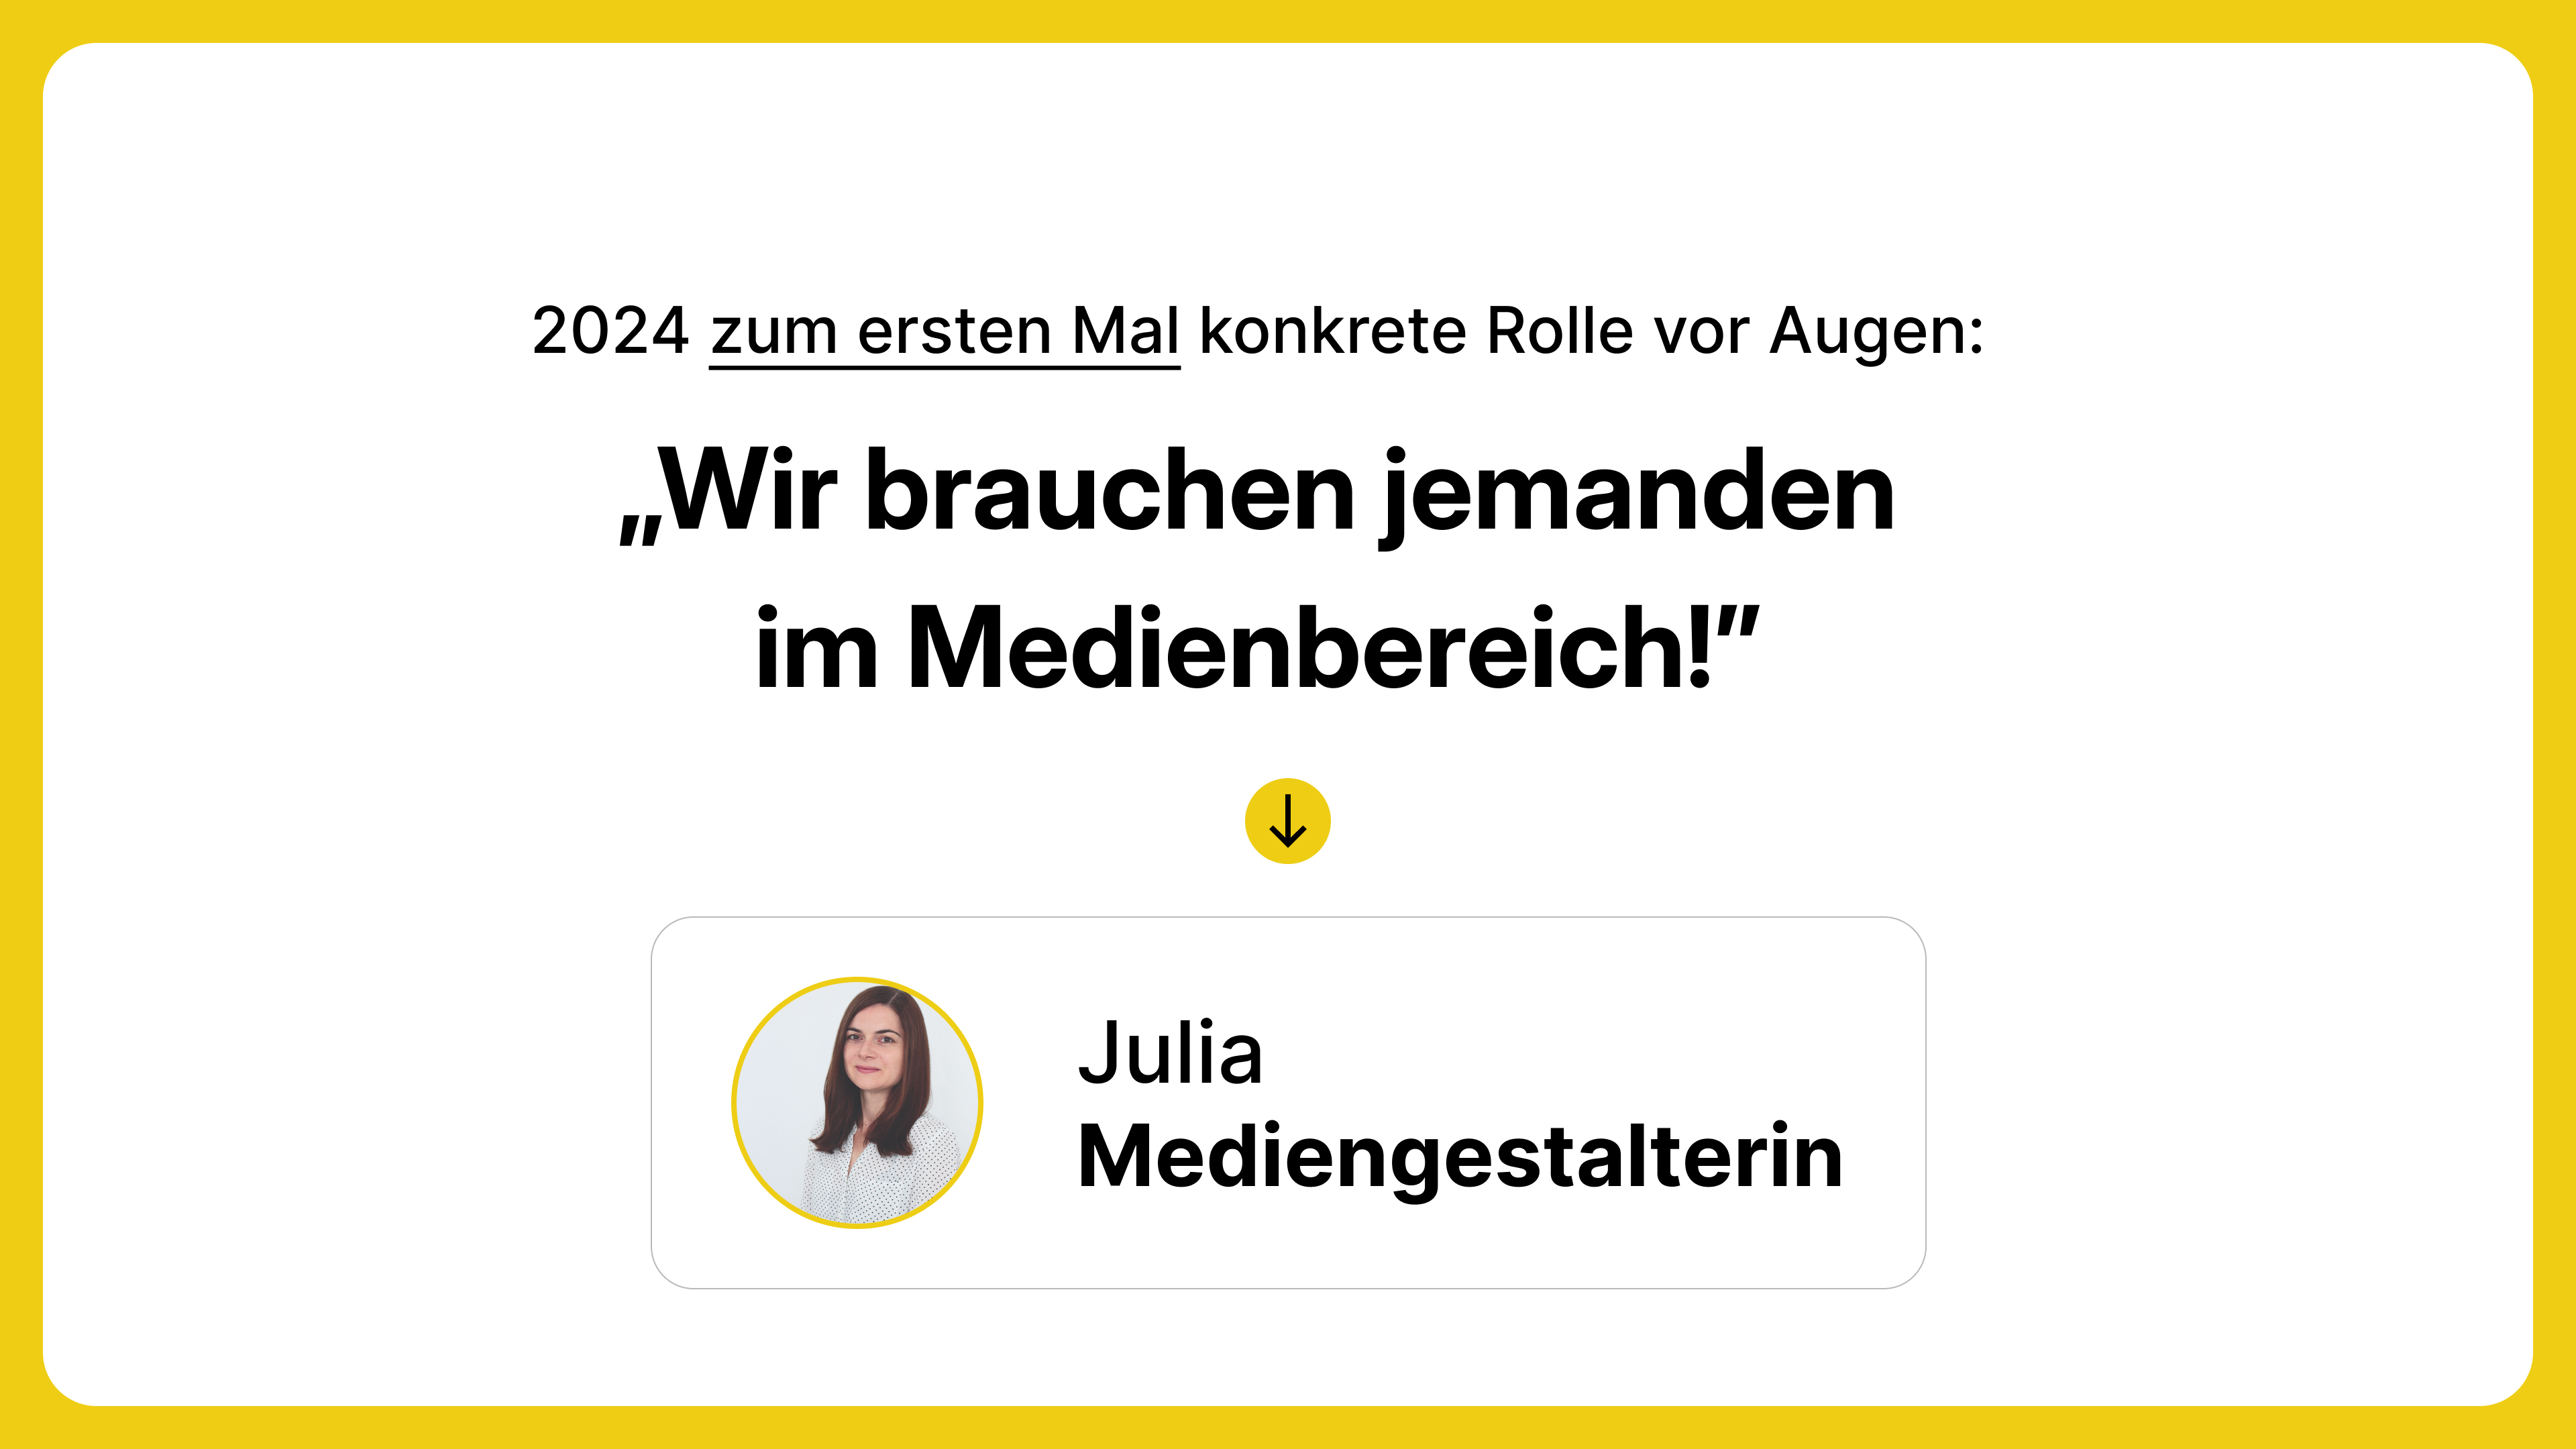 2024 zum ersten Mal konkrete Rolle vor Augen:
„Wir brauchen jemanden
im Medienbereich!”
Julia
Mediengestalterin